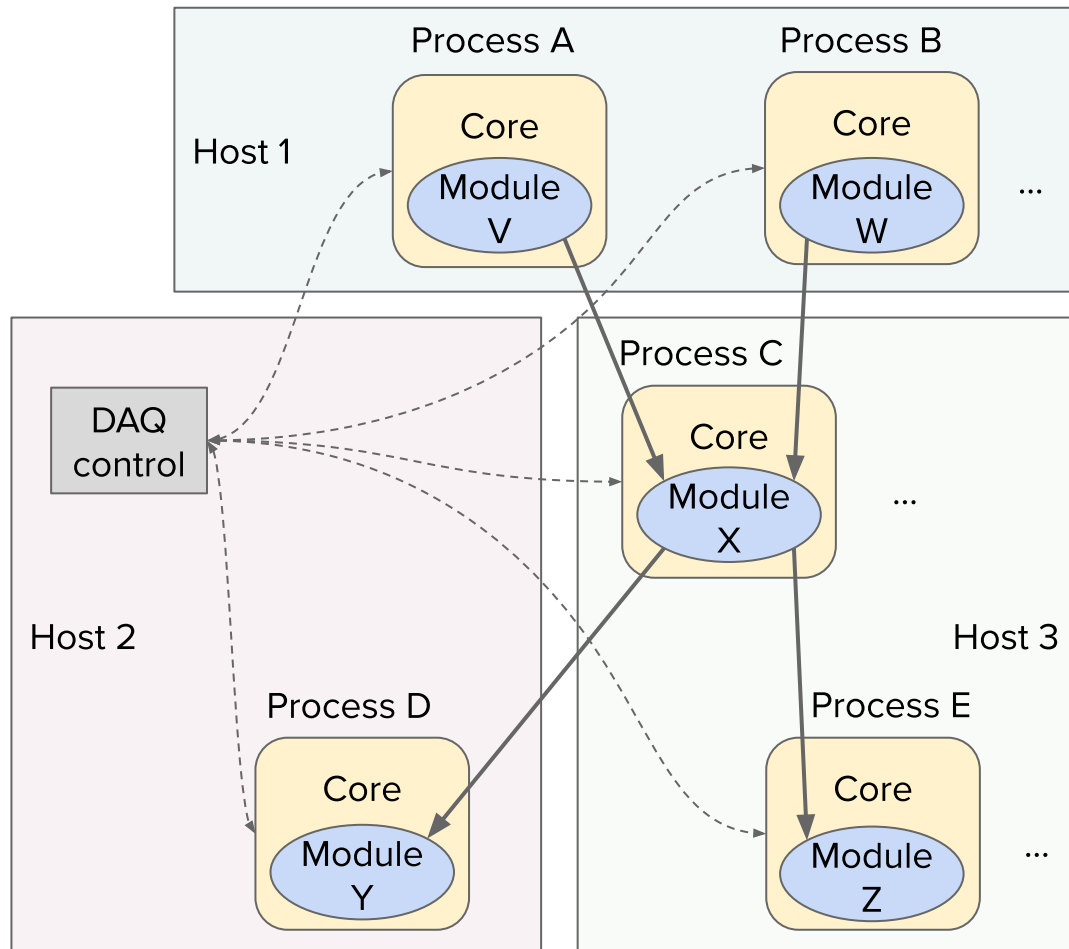 Process A
Process B
Host 1
Core
Module
V
Core
Module
W
...
DAQ
control
Host 2
Process C
Core
Module
X
...
Host 3
Process D
Core
Module
Y
Process E
Core
Module
Z
...